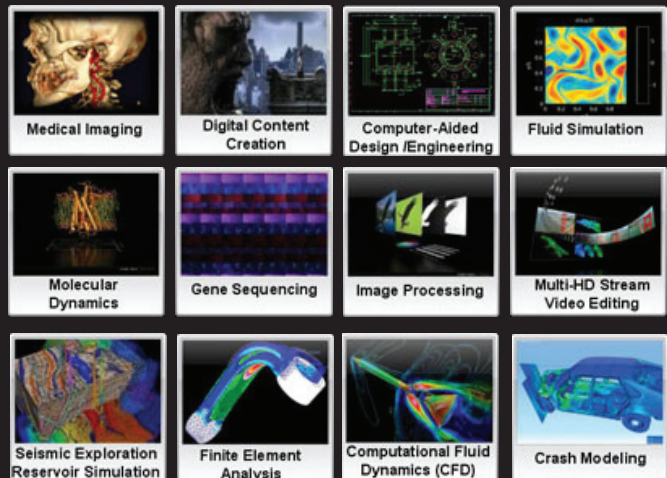 Medical Imaging
Digital Content
Creation
Computer-Aided
Design /Engineering
Fluid Simulation
Molecular
Dynamics
Gene Sequencing
Image Processing
Multi-HD Stream
Video Editing
Seismic Exploration
Reservoir Simulation
Finite Element
Analysis
Computational Fluid
Dynamics (CFD)
Crash Modeling